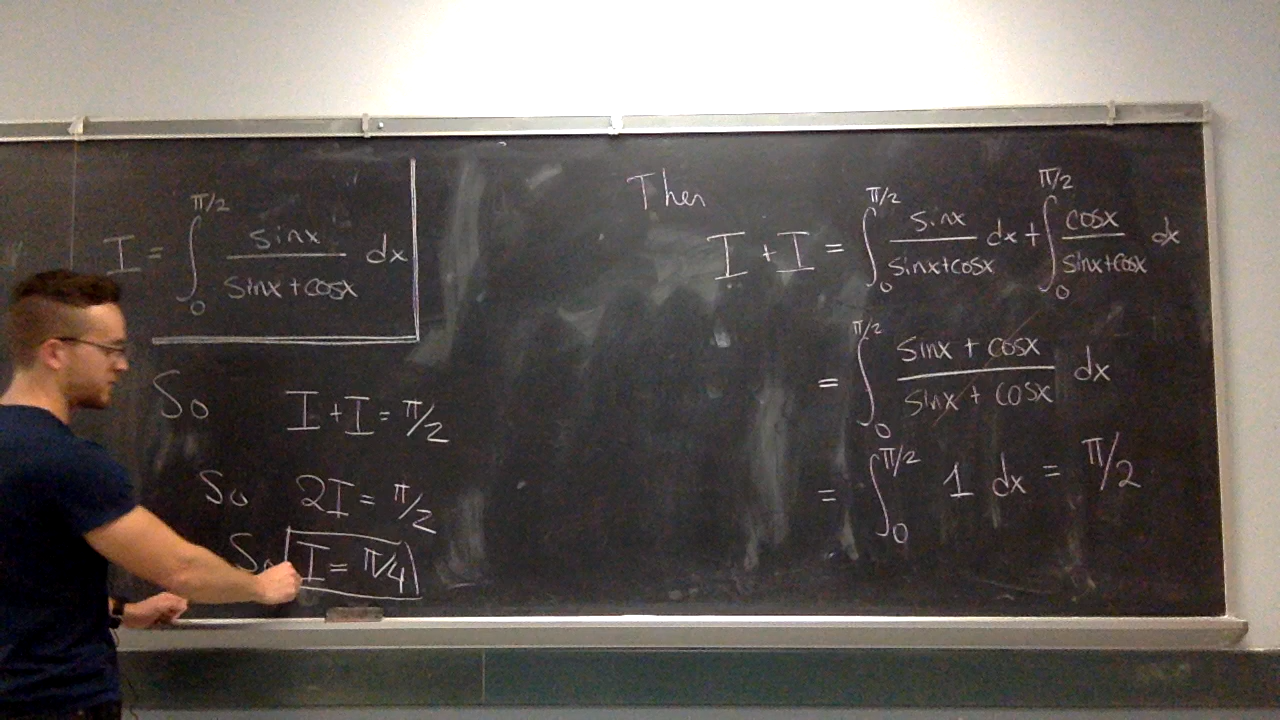 I = ∫₀^{π/2} sinx / (sinx + cosx) dx
So I + I = π/2
So 2I = π/2
So I = π/4
Then
I + I = ∫₀^{π/2} sinx / (sinx+cosx) dx + ∫₀^{π/2} cosx / (sinx+cosx) dx
= ∫₀^{π/2} (sinx + cosx) / (sinx + cosx) dx
= ∫₀^{π/2} 1 dx = π/2